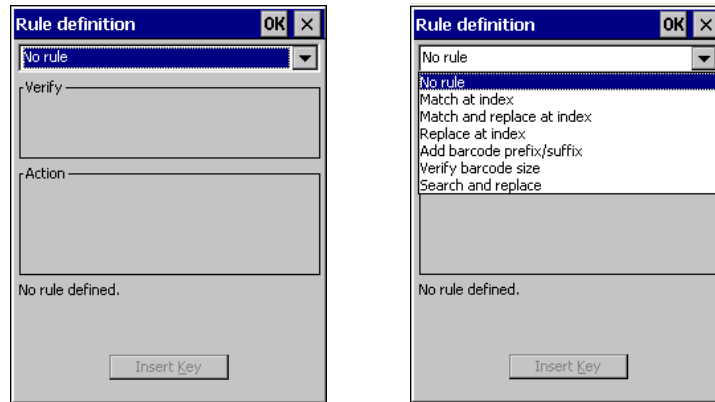 Rule definition OK ×
No rule
Verify
Action
No rule defined.
Insert Key
Rule definition OK ×
No rule
No rule
Match at index
Match and replace at index
Replace at index
Add barcode prefix/suffix
Verify barcode size
Search and replace
No rule defined.
Insert Key